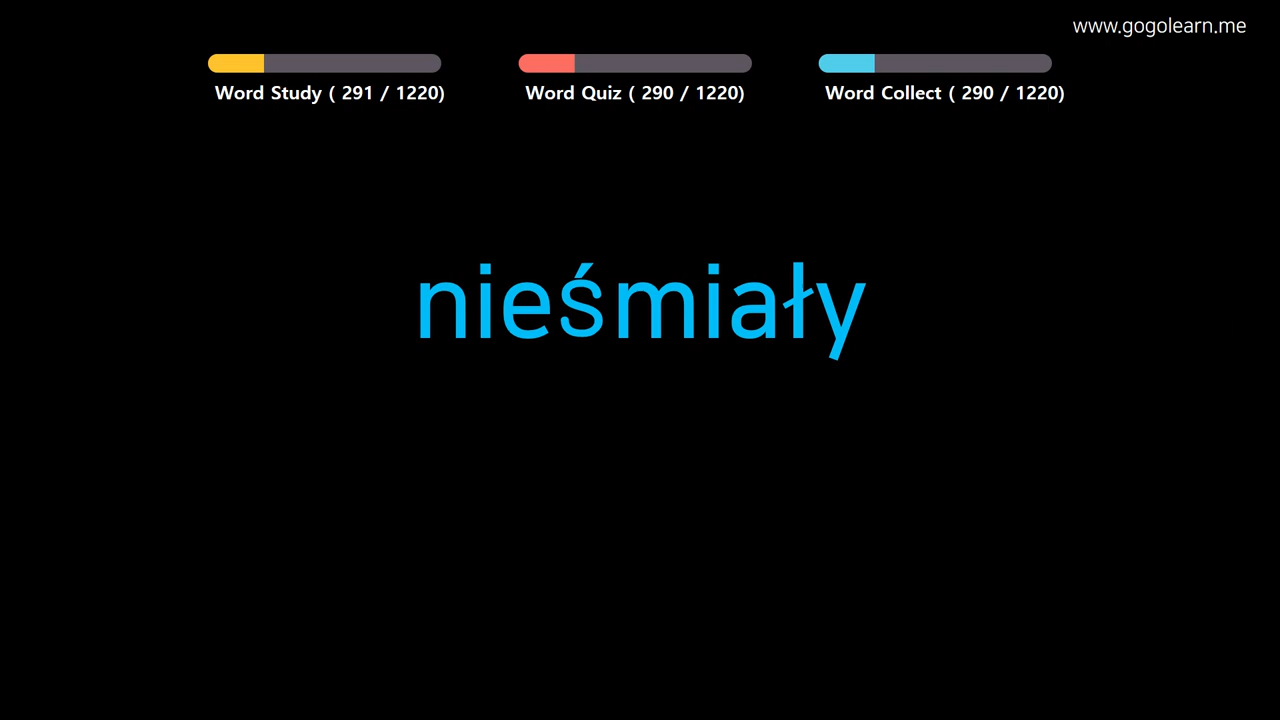 www.gogolearn.me
Word Study ( 291 / 1220)
Word Quiz ( 290 / 1220)
Word Collect ( 290 / 1220)
nieśmiały